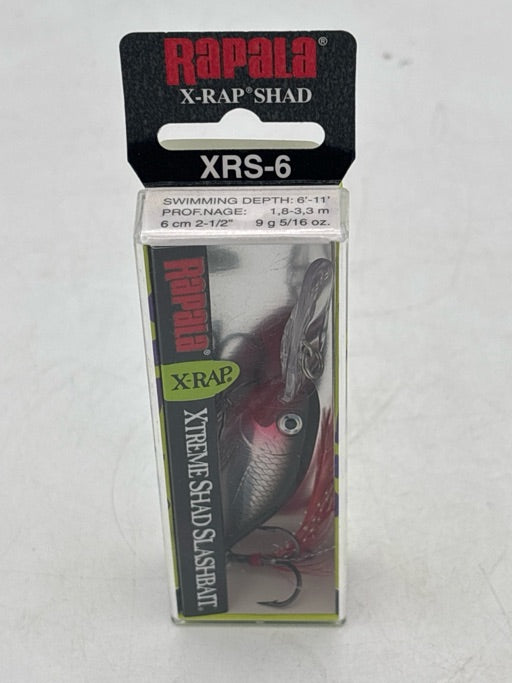 RAPALA®
X-RAP® SHAD
XRS-6
SWIMMING DEPTH: 6'-11'
PROF.NAGE: 1,8-3,3 m
6 cm 2-1/2" 9 g 5/16 oz.
RAPALA®
X-RAP®
XTREME SHAD SLASHBAIT®